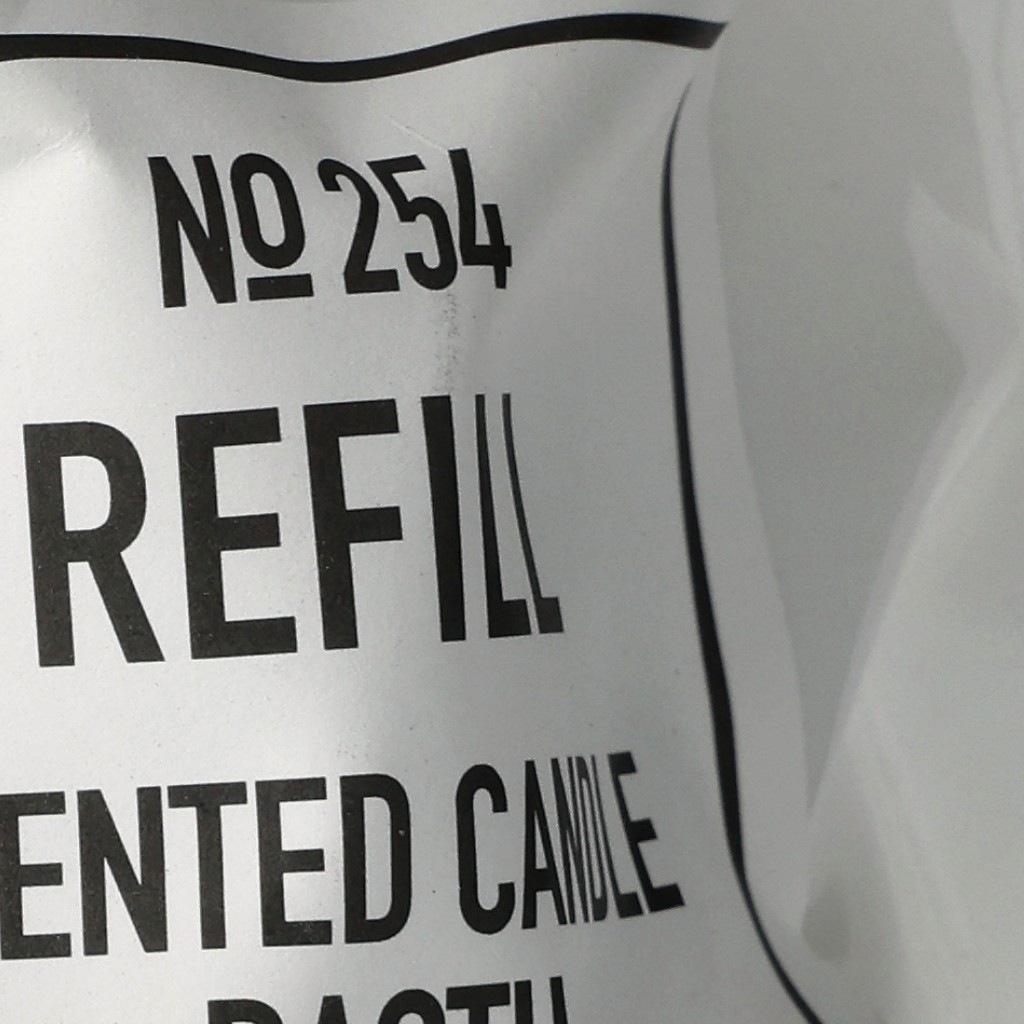 Nº 254
REFILL
ENTED CANDLE